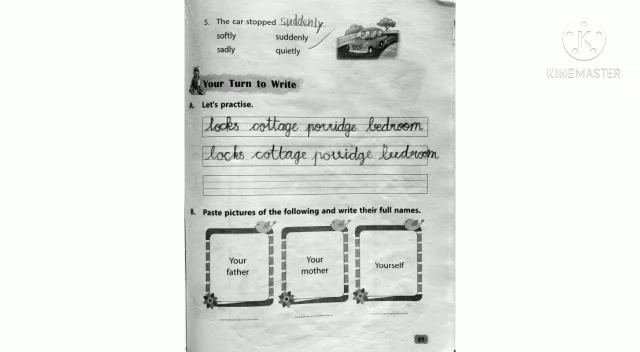 5. The car stopped suddenly.
softly suddenly
sadly quietly
Your Turn to Write
A. Let's practise.
locks cottage porridge bedroom
locks cottage porridge bedroom
B. Paste pictures of the following and write their full names.
Your father
Your mother
Yourself
89
K
KINEMASTER